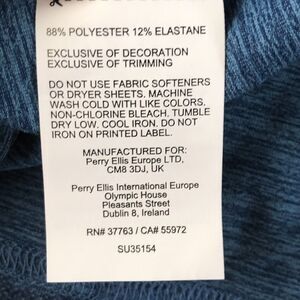 88% POLYESTER 12% ELASTANE
EXCLUSIVE OF DECORATION
EXCLUSIVE OF TRIMMING
DO NOT USE FABRIC SOFTENERS
OR DRYER SHEETS. MACHINE
WASH COLD WITH LIKE COLORS.
NON-CHLORINE BLEACH. TUMBLE
DRY LOW. COOL IRON. DO NOT
IRON ON PRINTED LABEL.
MANUFACTURED FOR:
Perry Ellis Europe LTD,
CM8 3DJ, UK
Perry Ellis International Europe
Olympic House
Pleasants Street
Dublin 8, Ireland
RN# 37763 / CA# 55972
SU35154